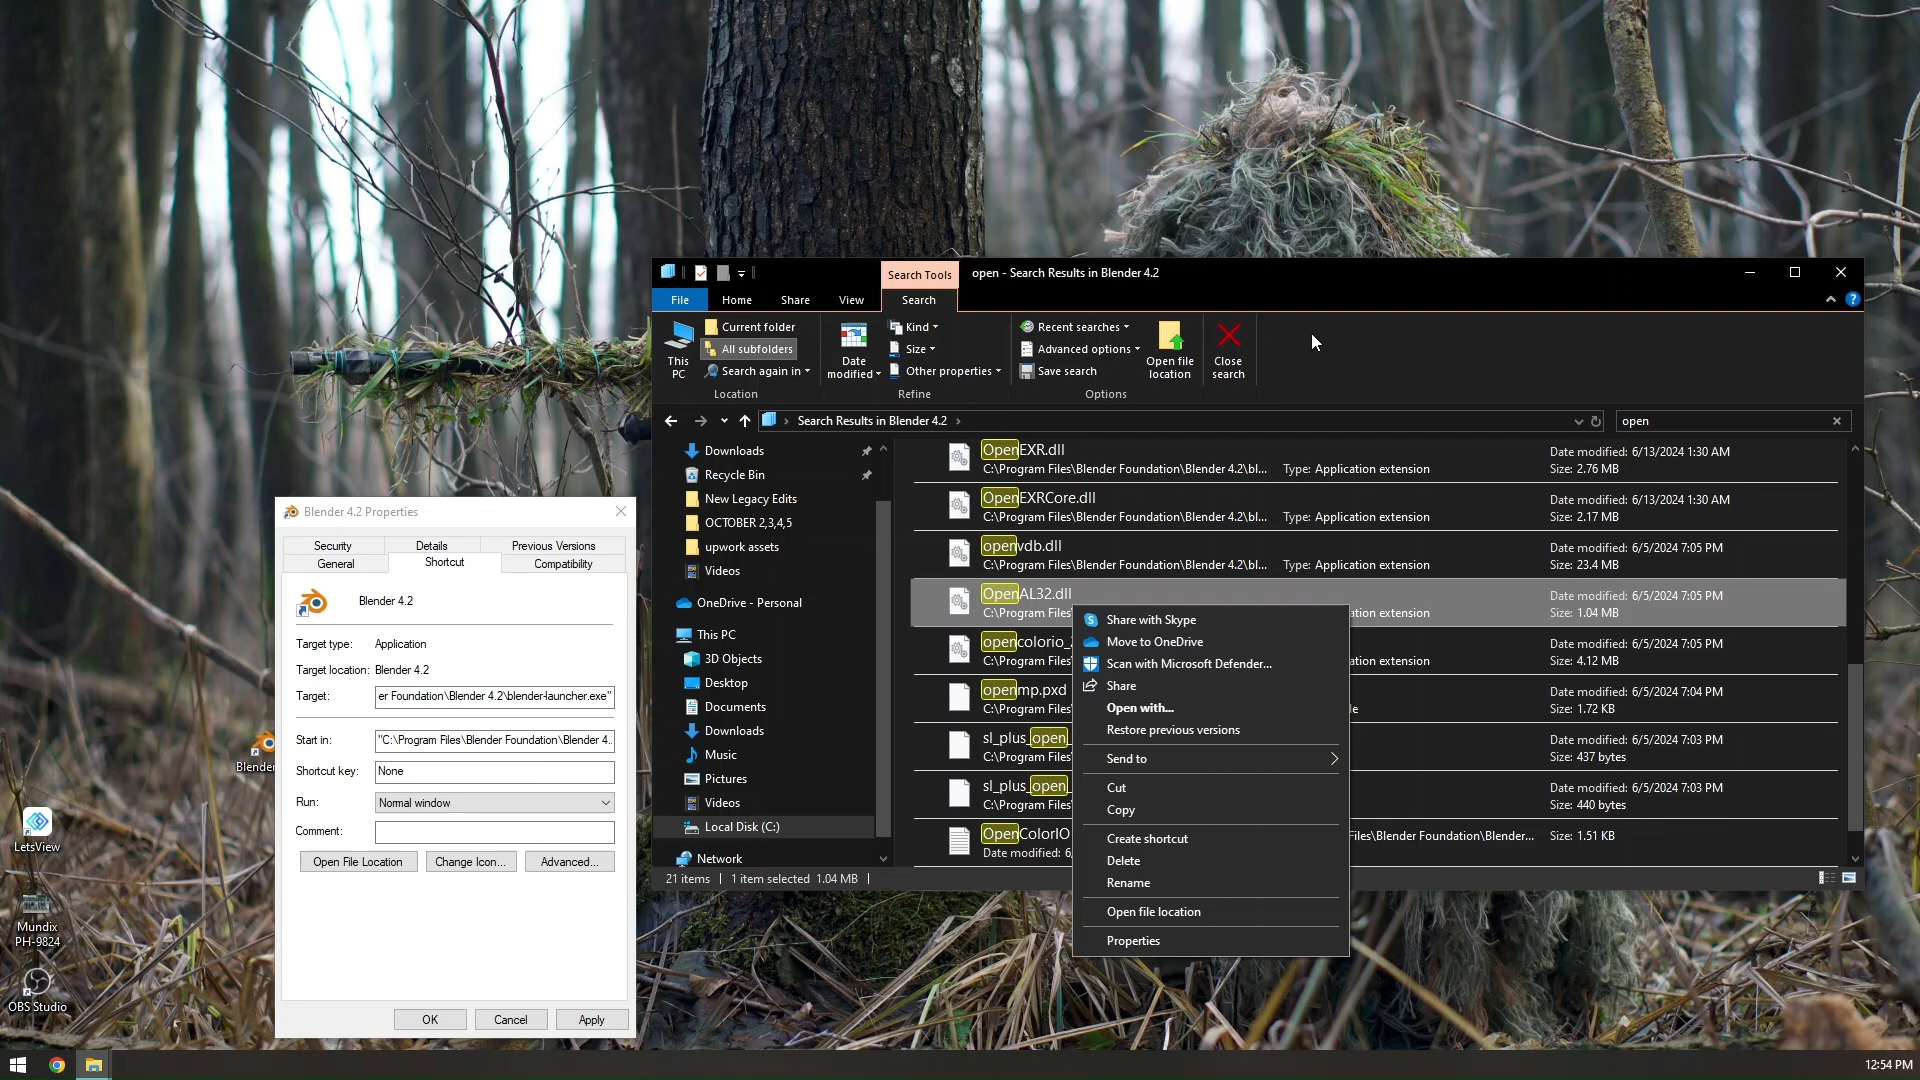 Search Tools
open - Search Results in Blender 4.2
File
Home
Share
View
Search
This PC
Current folder
All subfolders
Search again in
Location
Date modified
Kind
Size
Other properties
Refine
Recent searches
Advanced options
Save search
Options
Open file location
Close search
Search Results in Blender 4.2
open
Downloads
Recycle Bin
New Legacy Edits
OCTOBER 2,3,4,5
upwork assets
Videos
OneDrive - Personal
This PC
3D Objects
Desktop
Documents
Downloads
Music
Pictures
Videos
Local Disk (C:)
Network
OpenEXR.dll
C:\Program Files\Blender Foundation\Blender 4.2\bl...
Type: Application extension
Date modified: 6/13/2024 1:30 AM
Size: 2.76 MB
OpenEXRCore.dll
C:\Program Files\Blender Foundation\Blender 4.2\bl...
Type: Application extension
Date modified: 6/13/2024 1:30 AM
Size: 2.17 MB
openvdb.dll
C:\Program Files\Blender Foundation\Blender 4.2\bl...
Type: Application extension
Date modified: 6/5/2024 7:05 PM
Size: 23.4 MB
OpenAL32.dll
C:\Program Files
ation extension
Date modified: 6/5/2024 7:05 PM
Size: 1.04 MB
opencolorio_
C:\Program Files\
ation extension
Date modified: 6/5/2024 7:05 PM
Size: 4.12 MB
openmp.pxd
C:\Program Files\
le
Date modified: 6/5/2024 7:04 PM
Size: 1.72 KB
sl_plus_open_
C:\Program Files\
Date modified: 6/5/2024 7:03 PM
Size: 437 bytes
sl_plus_open_
C:\Program Files\
Date modified: 6/5/2024 7:03 PM
Size: 440 bytes
OpenColorIO
Date modified: 6
Files\Blender Foundation\Blender...
Size: 1.51 KB
21 items
1 item selected 1.04 MB
Share with Skype
Move to OneDrive
Scan with Microsoft Defender...
Share
Open with...
Restore previous versions
Send to
Cut
Copy
Create shortcut
Delete
Rename
Open file location
Properties
Blender 4.2 Properties
Security
Details
Previous Versions
General
Shortcut
Compatibility
Blender 4.2
Target type: Application
Target location: Blender 4.2
Target: er Foundation\Blender 4.2\blender-launcher.exe"
Start in: "C:\Program Files\Blender Foundation\Blender 4.
Shortcut key: None
Run: Normal window
Comment:
Open File Location
Change Icon...
Advanced...
OK
Cancel
Apply
Blender
LetsView
Mundix
PH-9824
OBS Studio
12:54 PM